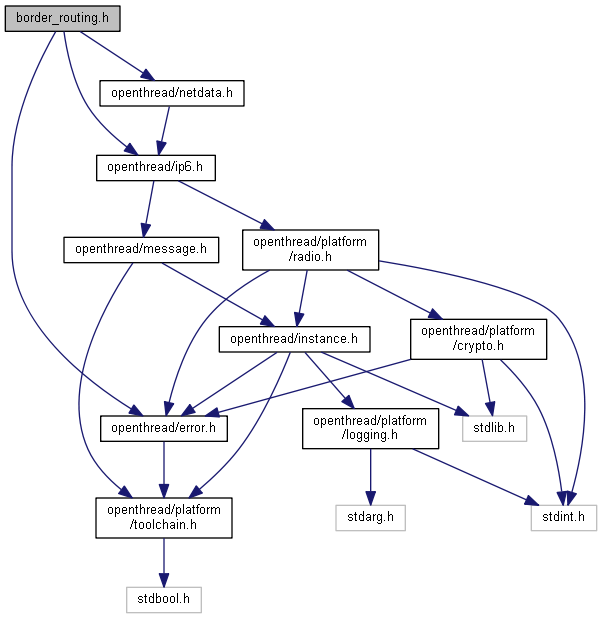 border_routing.h
openthread/netdata.h
openthread/ip6.h
openthread/message.h
openthread/platform
/radio.h
openthread/instance.h
openthread/platform
/crypto.h
openthread/error.h
openthread/platform
/logging.h
stdlib.h
openthread/platform
/toolchain.h
stdarg.h
stdint.h
stdbool.h